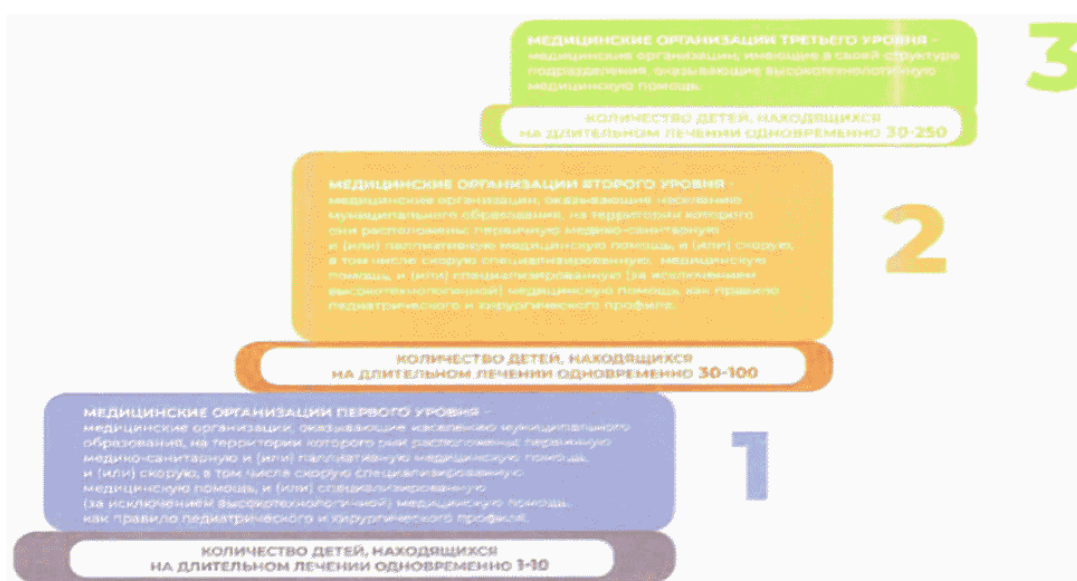 МЕДИЦИНСКИЕ ОРГАНИЗАЦИИ ТРЕТЬЕГО УРОВНЯ –
медицинские организации, имеющие в своей структуре
подразделения, оказывающие высокотехнологичную
медицинскую помощь.
КОЛИЧЕСТВО ДЕТЕЙ, НАХОДЯЩИХСЯ
НА ДЛИТЕЛЬНОМ ЛЕЧЕНИИ ОДНОВРЕМЕННО 30-250
3
МЕДИЦИНСКИЕ ОРГАНИЗАЦИИ ВТОРОГО УРОВНЯ –
медицинские организации, оказывающие населению
муниципального образования, на территории которого
они расположены: первичную медико-санитарную
и (или) паллиативную медицинскую помощь, и (или) скорую,
в том числе скорую специализированную, медицинскую
помощь, и (или) специализированную (за исключением
высокотехнологичной) медицинскую помощь, как правило
педиатрического и хирургического профиля.
КОЛИЧЕСТВО ДЕТЕЙ, НАХОДЯЩИХСЯ
НА ДЛИТЕЛЬНОМ ЛЕЧЕНИИ ОДНОВРЕМЕННО 30-100
2
МЕДИЦИНСКИЕ ОРГАНИЗАЦИИ ПЕРВОГО УРОВНЯ –
медицинские организации, оказывающие населению муниципального
образования, на территории которого они расположены: первичную
медико-санитарную и (или) паллиативную медицинскую помощь,
и (или) скорую, в том числе скорую специализированную
медицинскую помощь, и (или) специализированную
(за исключением высокотехнологичной) медицинскую помощь,
как правило педиатрического и хирургического профиля.
КОЛИЧЕСТВО ДЕТЕЙ, НАХОДЯЩИХСЯ
НА ДЛИТЕЛЬНОМ ЛЕЧЕНИИ ОДНОВРЕМЕННО 1-10
1